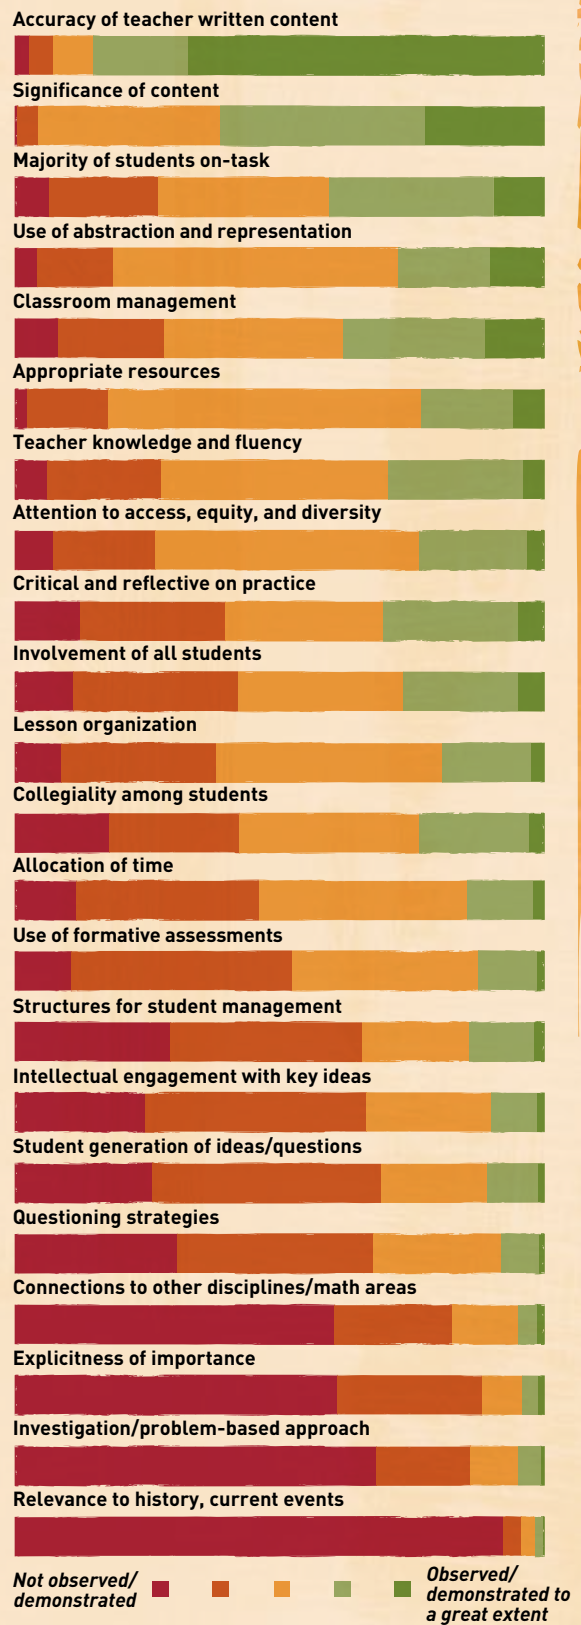 Accuracy of teacher written content
Significance of content
Majority of students on-task
Use of abstraction and representation
Classroom management
Appropriate resources
Teacher knowledge and fluency
Attention to access, equity, and diversity
Critical and reflective on practice
Involvement of all students
Lesson organization
Collegiality among students
Allocation of time
Use of formative assessments
Structures for student management
Intellectual engagement with key ideas
Student generation of ideas/questions
Questioning strategies
Connections to other disciplines/math areas
Explicitness of importance
Investigation/problem-based approach
Relevance to history, current events
Not observed/
demonstrated
Observed/
demonstrated to
a great extent